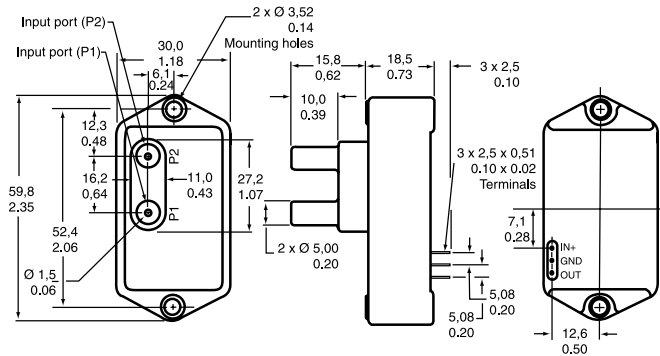 Input port (P2)
Input port (P1)
30,0
1.18
6,1
0.24
2 x Ø 3,52
0.14
Mounting holes
12,3
0.48
16,2
0,64
59,8
2.35
52,4
2.06
Ø 1,5
0.06
P2
P1
11,0
0.43
27,2
1.07
15,8
0,62
18,5
0.73
10,0
0.39
2 x Ø 5,00
0.20
3 x 2,5
0.10
3 x 2,5 x 0,51
0.10 x 0.02
Terminals
5,08
0.20
5,08
0.20
7,1
0.28
IN+
GND
OUT
12,6
0.50